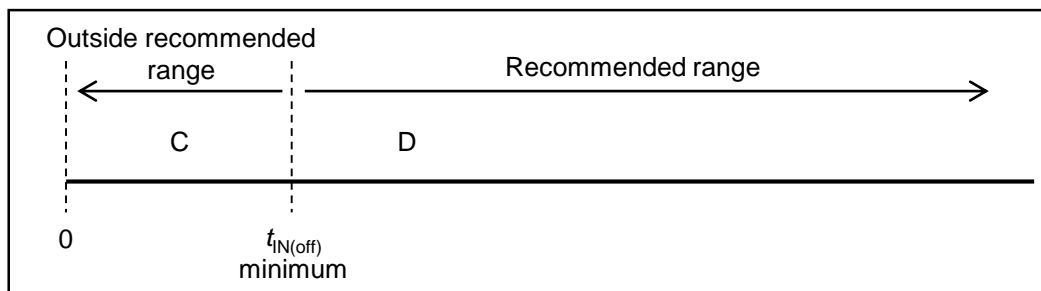 Outside recommended
range
Recommended range
C
D
0
tIN(off)
minimum